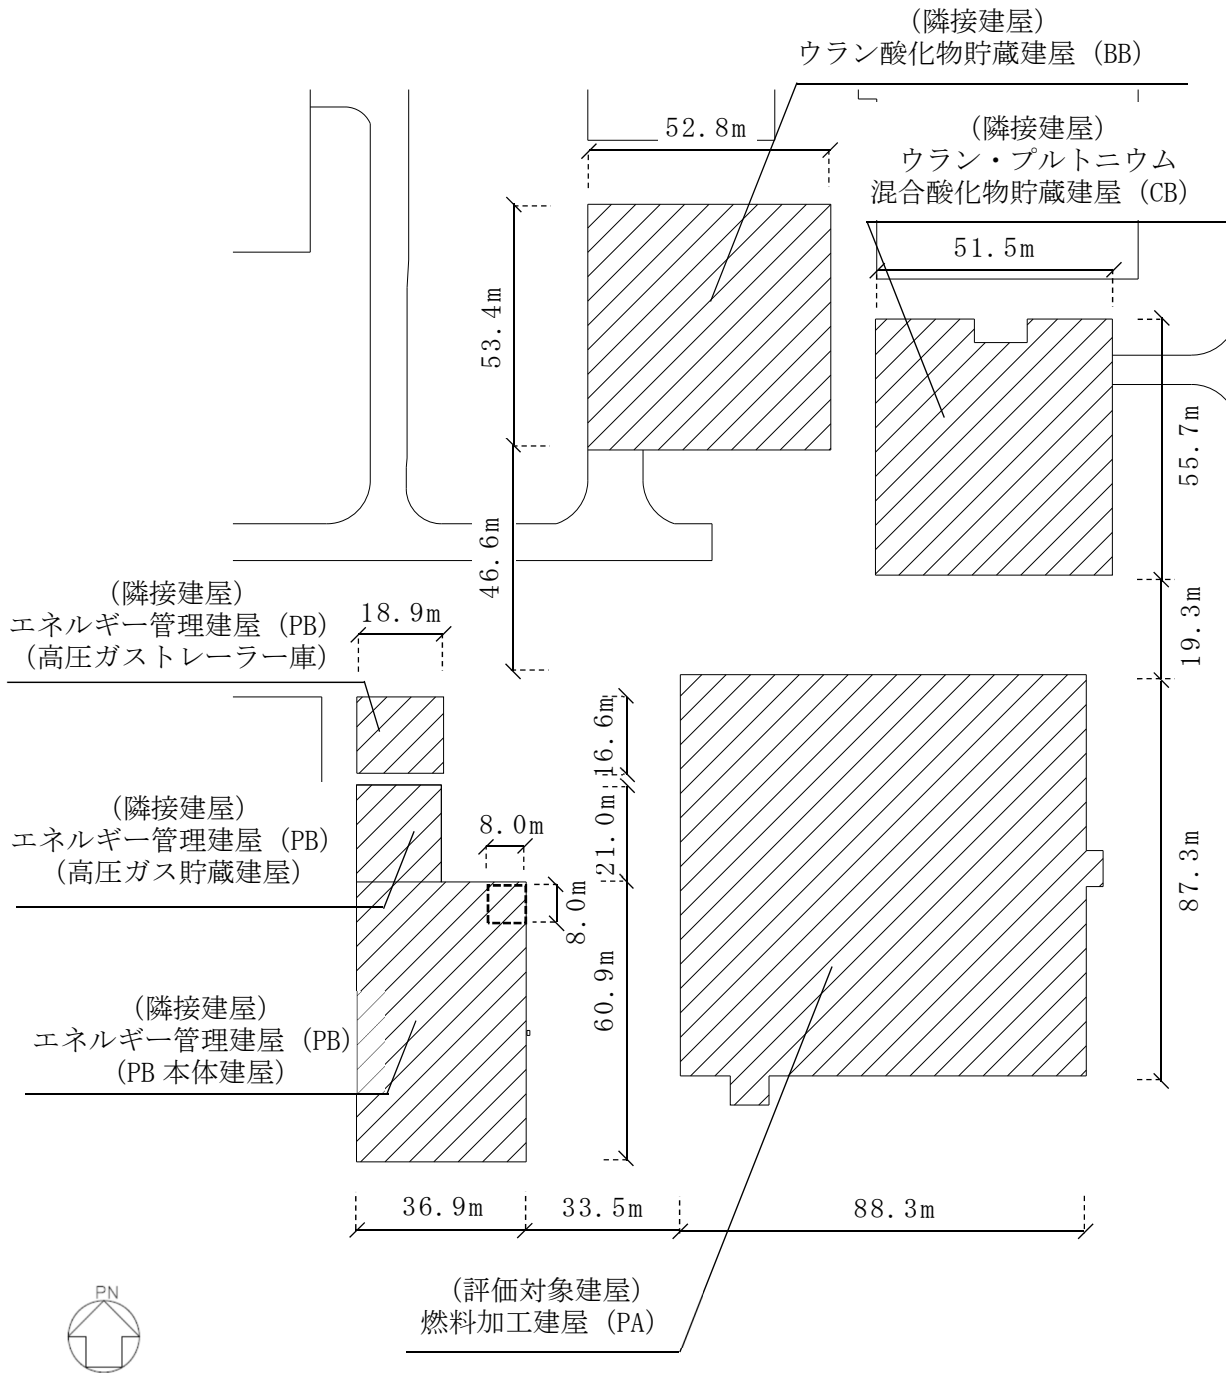 (隣接建屋)
ウラン酸化物貯蔵建屋 (BB)
52.8m
(隣接建屋)
ウラン・プルトニウム
混合酸化物貯蔵建屋 (CB)
51.5m
53.4m
55.7m
46.6m
19.3m
(隣接建屋)
エネルギー管理建屋 (PB)
(高圧ガストレーラー庫)
18.9m
16.6m
(隣接建屋)
エネルギー管理建屋 (PB)
(高圧ガス貯蔵建屋)
8.0m
21.0m
8.0m
87.3m
60.9m
(隣接建屋)
エネルギー管理建屋 (PB)
(PB 本体建屋)
36.9m
33.5m
88.3m
(評価対象建屋)
燃料加工建屋 (PA)
PN